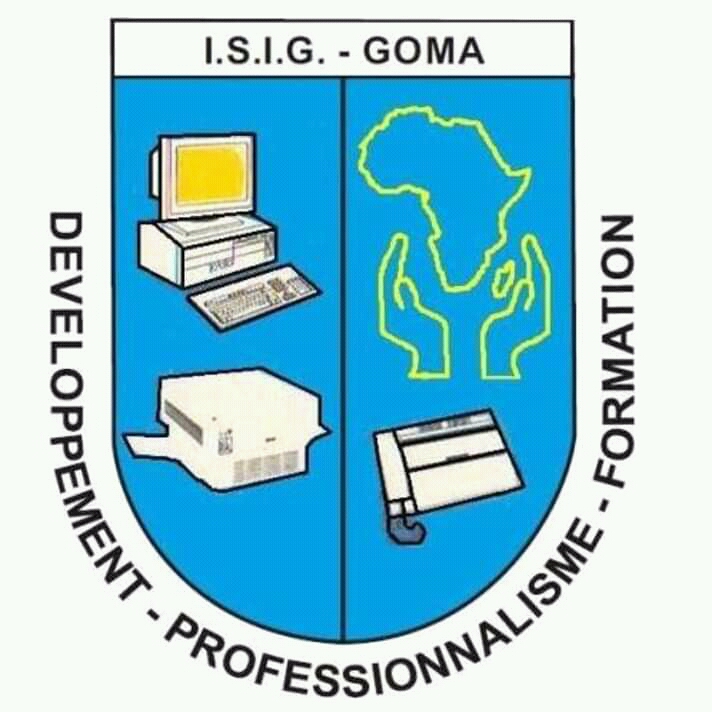 I.S.I.G. - GOMA
DEVELOPPEMENT - PROFESSIONNALISME - FORMATION